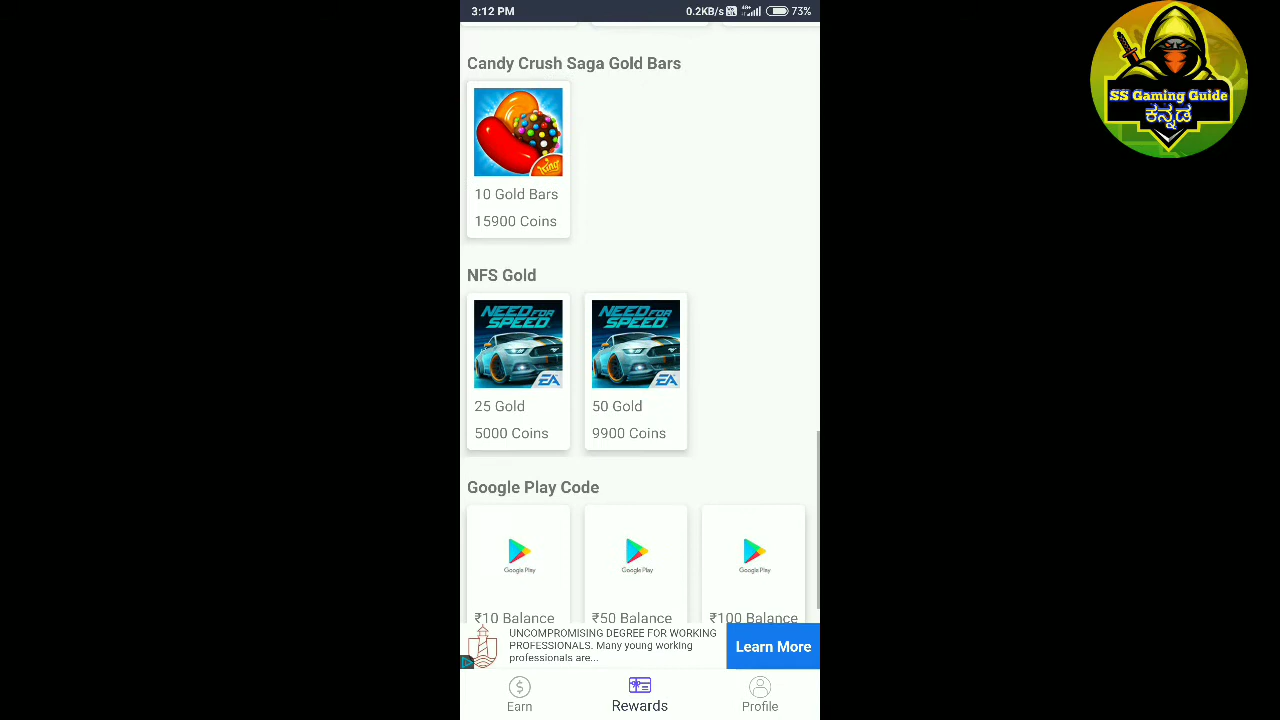 3:12 PM
0.2KB/s
73%
SS Gaming Guide
ಕನ್ನಡ
Candy Crush Saga Gold Bars
King
10 Gold Bars
15900 Coins
NFS Gold
NEED FOR SPEED
EA
NEED FOR SPEED
EA
25 Gold
50 Gold
5000 Coins
9900 Coins
Google Play Code
Google Play
Google Play
Google Play
₹10 Balance
₹50 Balance
₹100 Balance
UNCOMPROMISING DEGREE FOR WORKING
PROFESSIONALS. Many young working
professionals are...
Learn More
Earn
Rewards
Profile